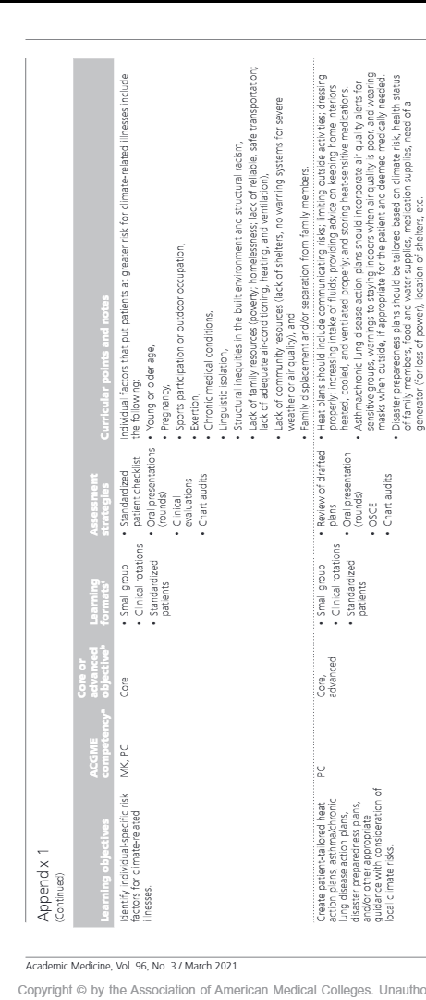 Appendix 1
(Continued)
Learning objectives
ACGME
competencyᵃ
Core or
advanced
objectiveᵇ
Learning
formatsᶜ
Assessment
strategies
Curricular points and notes
Identify individual-specific risk
factors for climate-related
illnesses.
MK, PC
Core
• Small group
• Clinical rotations
• Standardized
patients
• Standardized
patient checklist
• Oral presentations
(rounds)
• Clinical
evaluations
• Chart audits
Individual factors that put patients at greater risk for climate-related illnesses include
the following:
• Young or older age,
• Pregnancy,
• Sports participation or outdoor occupation,
• Exertion,
• Chronic medical conditions,
• Linguistic isolation,
• Structural inequities in the built environment and structural racism,
• Lack of family resources (poverty; homelessness; lack of reliable, safe transportation;
lack of adequate air-conditioning, heating, and ventilation),
• Lack of community resources (lack of shelters, no warning systems for severe
weather or air quality), and
• Family displacement and/or separation from family members.
Create patient-tailored heat
action plans, asthma/chronic
lung disease action plans,
disaster preparedness plans,
and/or other appropriate
guidance with consideration of
local climate risks.
PC
Core,
advanced
• Small group
• Clinical rotations
• Standardized
patients
• Review of drafted
plans
• Oral presentation
(rounds)
• OSCE
• Chart audits
• Heat plans should include communicating risks; limiting outside activities; dressing
properly; increasing intake of fluids; providing advice on keeping home interiors
heated, cooled, and ventilated properly; and storing heat-sensitive medications.
• Asthma/chronic lung disease action plans should incorporate air quality alerts for
sensitive groups, warnings to staying indoors when air quality is poor, and wearing
masks when outside, if appropriate for the patient and deemed medically needed.
• Disaster preparedness plans should be tailored based on climate risk, health status
of family members, food and water supplies, medication supplies, need of a
generator (for loss of power), location of shelters, etc.
Academic Medicine, Vol. 96, No. 3 / March 2021
Copyright © by the Association of American Medical Colleges. Unautho